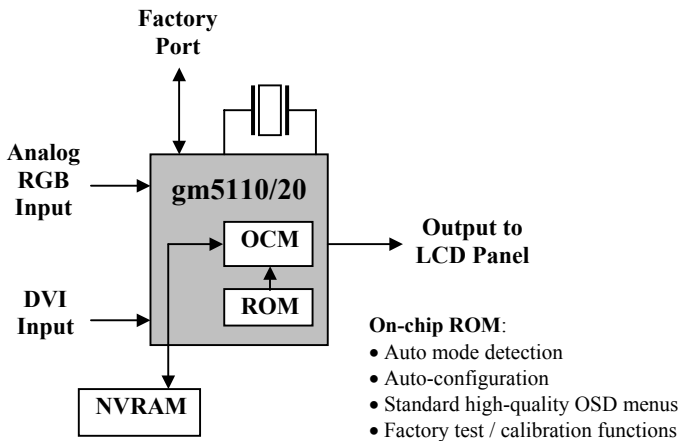 Factory
Port
Analog
RGB
Input
gm5110/20
OCM
Output to
LCD Panel
ROM
DVI
Input
NVRAM
On-chip ROM:
• Auto mode detection
• Auto-configuration
• Standard high-quality OSD menus
• Factory test / calibration functions